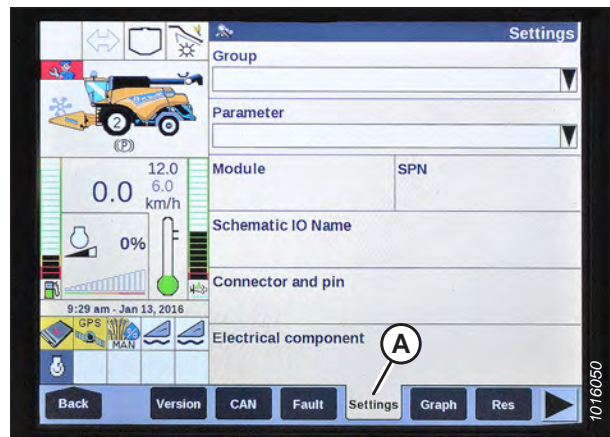 Settings
Group
Parameter
2
(P)
12.0
6.0
0.0
km/h
Module
SPN
0%
Schematic IO Name
Connector and pin
9:29 am - Jan 13, 2016
GPS
%
MAN
Electrical component
A
Back
Version
CAN
Fault
Settings
Graph
Res
1016050